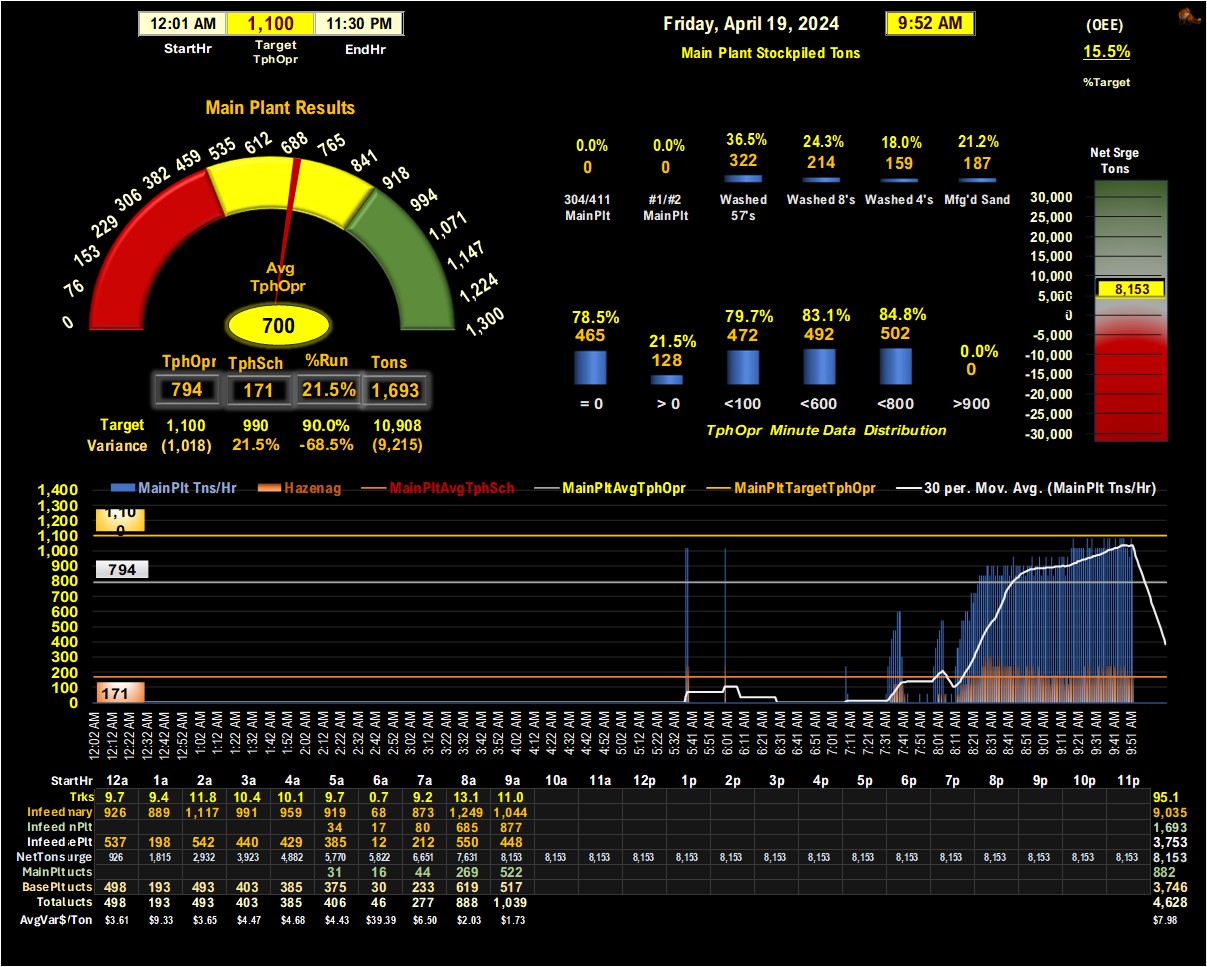 12:01 AM 1,100 11:30 PM
StartHr Target TphOpr EndHr
Friday, April 19, 2024 9:52 AM
Main Plant Stockpiled Tons
(OEE)
15.5%
%Target
Main Plant Results
0 76 153 229 306 382 459 535 612 688 765 841 918 994 1,071 1,147 1,224 1,300
Avg
TphOpr
700
TphOpr TphSch %Run Tons
794 171 21.5% 1,693
Target 1,100 990 90.0% 10,908
Variance (1,018) 21.5% -68.5% (9,215)
0.0% 0.0% 36.5% 24.3% 18.0% 21.2%
0 0 322 214 159 187
304/411 MainPlt #1/#2 MainPlt Washed 57's Washed 8's Washed 4's Mfg'd Sand
78.5% 21.5% 79.7% 83.1% 84.8% 0.0%
465 128 472 492 502 0
= 0 > 0 <100 <600 <800 >900
TphOpr Minute Data Distribution
Net Srge
Tons
30,000
25,000
20,000
15,000
10,000
5,000
0
-5,000
-10,000
-15,000
-20,000
-25,000
-30,000
8,153
MainPlt Tns/Hr Hazenag MainPltAvgTphSch MainPltAvgTphOpr MainPltTargetTphOpr 30 per. Mov. Avg. (MainPlt Tns/Hr)
1,400
1,300
1,200
1,100
1,000
900
800
700
600
500
400
300
200
100
0
1,10
0
794
171
12:02 AM 12:12 AM 12:22 AM 12:32 AM 12:42 AM 12:52 AM 1:02 AM 1:12 AM 1:22 AM 1:32 AM 1:42 AM 1:52 AM 2:02 AM 2:12 AM 2:22 AM 2:32 AM 2:42 AM 2:52 AM 3:02 AM 3:12 AM 3:22 AM 3:32 AM 3:42 AM 3:52 AM 4:02 AM 4:12 AM 4:22 AM 4:32 AM 4:42 AM 4:52 AM 5:02 AM 5:12 AM 5:22 AM 5:32 AM 5:41 AM 5:51 AM 6:01 AM 6:11 AM 6:21 AM 6:31 AM 6:41 AM 6:51 AM 7:01 AM 7:11 AM 7:21 AM 7:31 AM 7:41 AM 7:51 AM 8:01 AM 8:11 AM 8:21 AM 8:31 AM 8:41 AM 8:51 AM 9:01 AM 9:11 AM 9:21 AM 9:31 AM 9:41 AM 9:51 AM
StartHr 12a 1a 2a 3a 4a 5a 6a 7a 8a 9a 10a 11a 12p 1p 2p 3p 4p 5p 6p 7p 8p 9p 10p 11p
Trks 9.7 9.4 11.8 10.4 10.1 9.7 0.7 9.2 13.1 11.0 95.1
Infeed mary 926 889 1,117 991 959 919 68 873 1,249 1,044 9,035
Infeed nPlt 34 17 80 685 877 1,693
Infeed ePlt 537 198 542 440 429 385 12 212 550 448 3,753
NetTons urge 926 1,815 2,932 3,923 4,882 5,770 5,822 6,651 7,631 8,153 8,153 8,153 8,153 8,153 8,153 8,153 8,153 8,153 8,153 8,153 8,153 8,153 8,153 8,153 8,153
MainPlt ucts 31 16 44 269 522 882
BasePlt ucts 498 193 493 403 385 375 30 233 619 517 3,746
Total ucts 498 193 493 403 385 406 46 277 888 1,039 4,628
AvgVar$/Ton $3.61 $9.33 $3.65 $4.47 $4.68 $4.43 $39.39 $6.50 $2.03 $1.73 $7.98